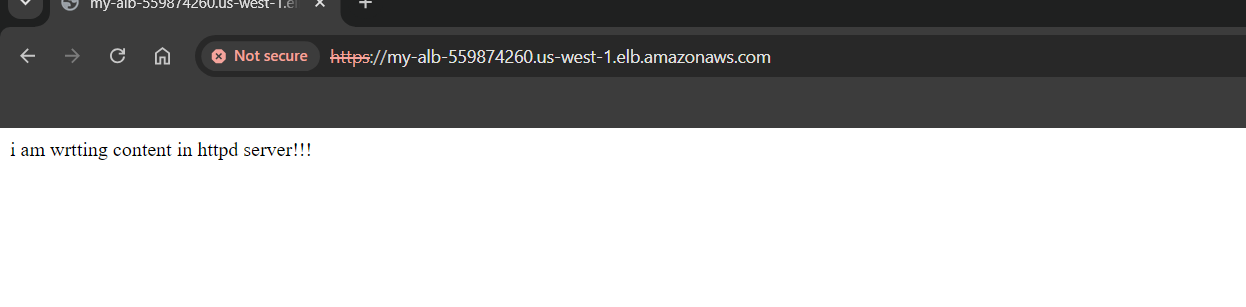 my-alb-559874260.us-west-1.el
Not secure
https://my-alb-559874260.us-west-1.elb.amazonaws.com
i am wrtting content in httpd server!!!